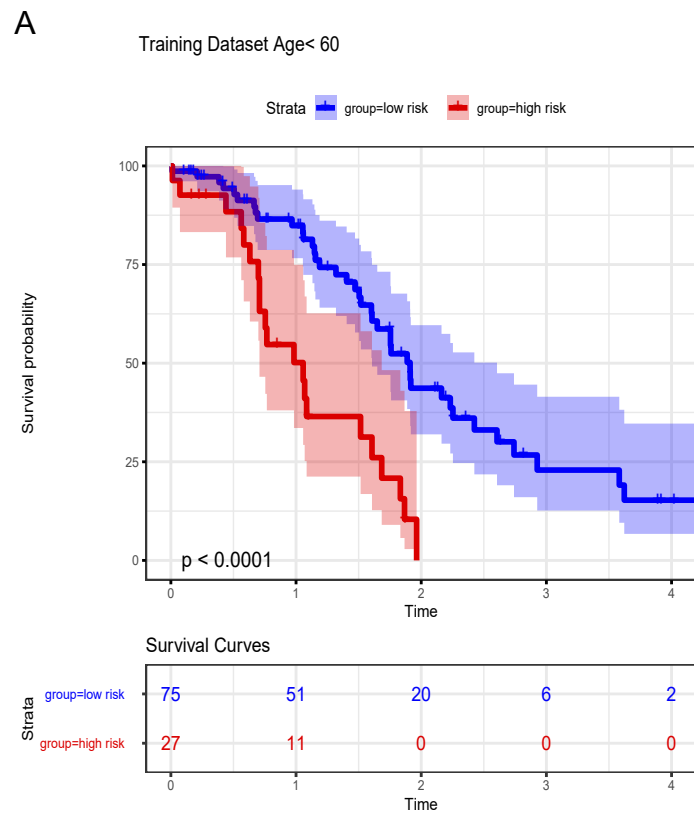 A
Training Dataset Age< 60
Strata group=low risk group=high risk
Survival probability
100
75
50
25
0
p < 0.0001
0 1 2 3 4
Time
Survival Curves
Strata
group=low risk 75 51 20 6 2
group=high risk 27 11 0 0 0
0 1 2 3 4
Time